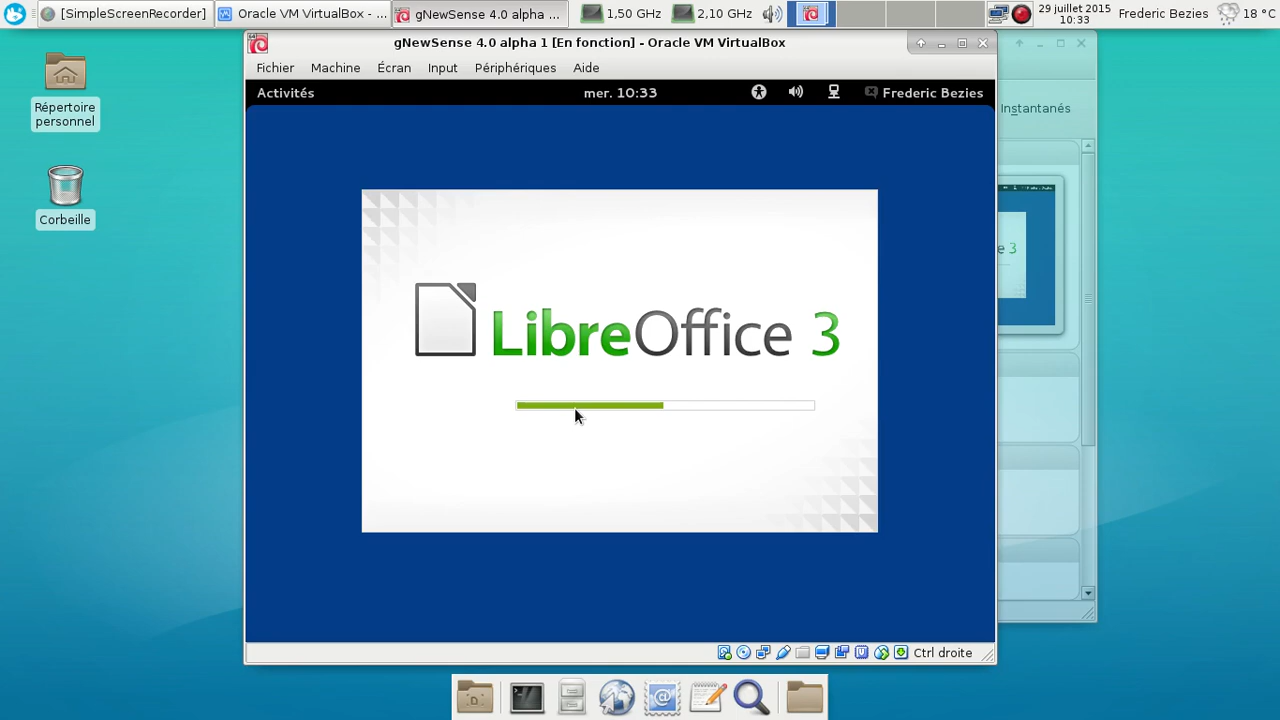 [SimpleScreenRecorder]
Oracle VM VirtualBox - ...
gNewSense 4.0 alpha ...
1,50 GHz
2,10 GHz
29 juillet 2015
10:33
Frederic Bezies
18 °C
Répertoire
personnel
Corbeille
gNewSense 4.0 alpha 1 [En fonction] - Oracle VM VirtualBox
Fichier Machine Écran Input Périphériques Aide
Activités
mer. 10:33
Frederic Bezies
Instantanés
LibreOffice 3
e 3
Ctrl droite